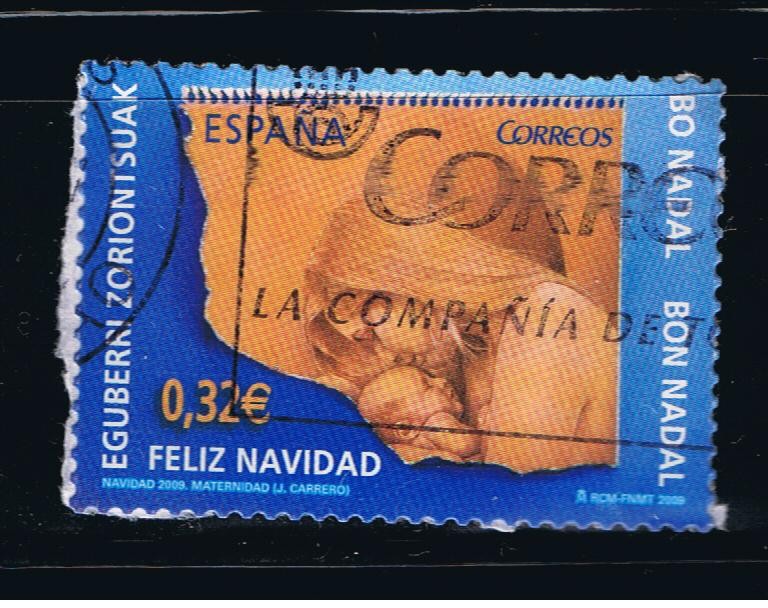 ESPAÑA
CORREOS
CORREO
LA COMPAÑÍA DE
0,32€
FELIZ NAVIDAD
NAVIDAD 2009. MATERNIDAD (J. CARRERO)
RCM-FNMT 2009
EGUBERRI ZORIONTSUAK
BO NADAL BON NADAL